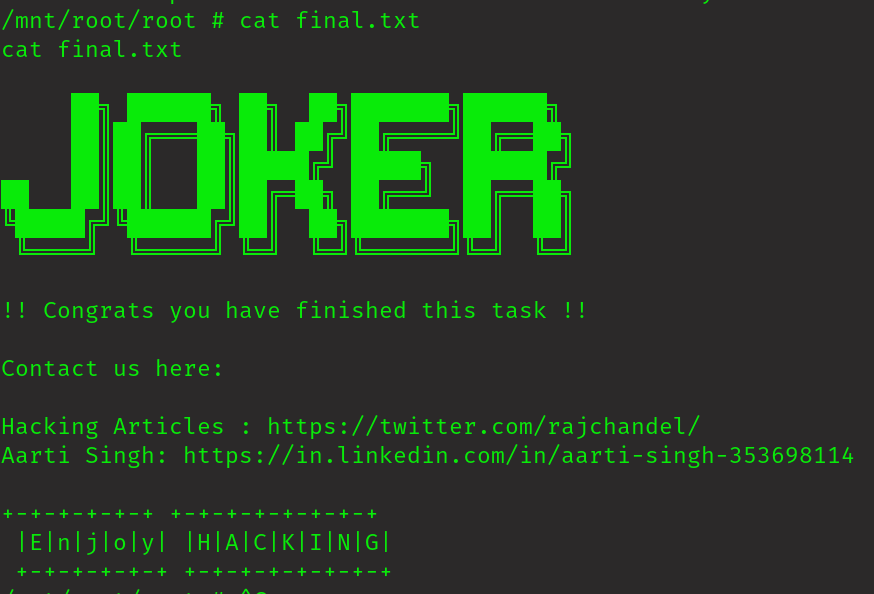 /mnt/root/root # cat final.txt
cat final.txt
JOKER
!! Congrats you have finished this task !!
Contact us here:
Hacking Articles : https://twitter.com/rajchandel/
Aarti Singh: https://in.linkedin.com/in/aarti-singh-353698114
+-+-+-+-+-+ +-+-+-+-+-+-+-+
|E|n|j|o|y| |H|A|C|K|I|N|G|
+-+-+-+-+-+ +-+-+-+-+-+-+-+